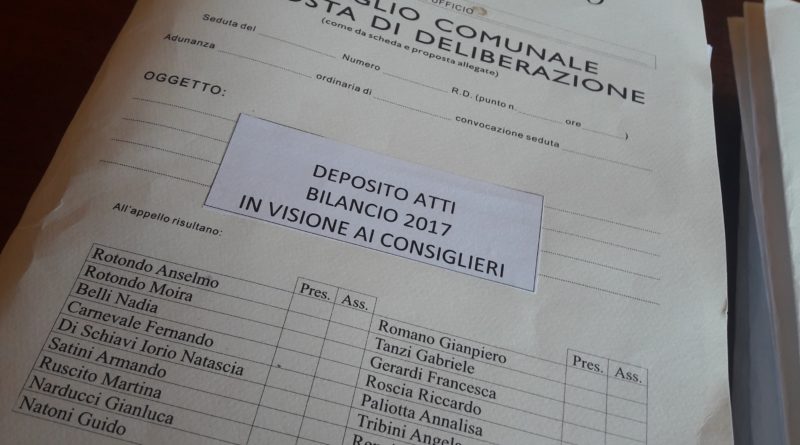 UFFICIO
GLIO COMUNALE
OSTA DI DELIBERAZIONE
(come da scheda e proposta allegate)
Seduta del
Numero R.D. (punto n. ore )
Adunanza ordinaria di convocazione seduta
OGGETTO:
DEPOSITO ATTI
BILANCIO 2017
IN VISIONE AI CONSIGLIERI
All'appello risultano:
Pres. Ass.
Rotondo Anselmo
Rotondo Moira
Belli Nadia
Carnevale Fernando
Di Schiavi Iorio Natascia
Satini Armando
Ruscito Martina
Narducci Gianluca
Natoni Guido
Pres. Ass.
Romano Gianpiero
Tanzi Gabriele
Gerardi Francesca
Roscia Riccardo
Paliotta Annalisa
Tribini Angelo